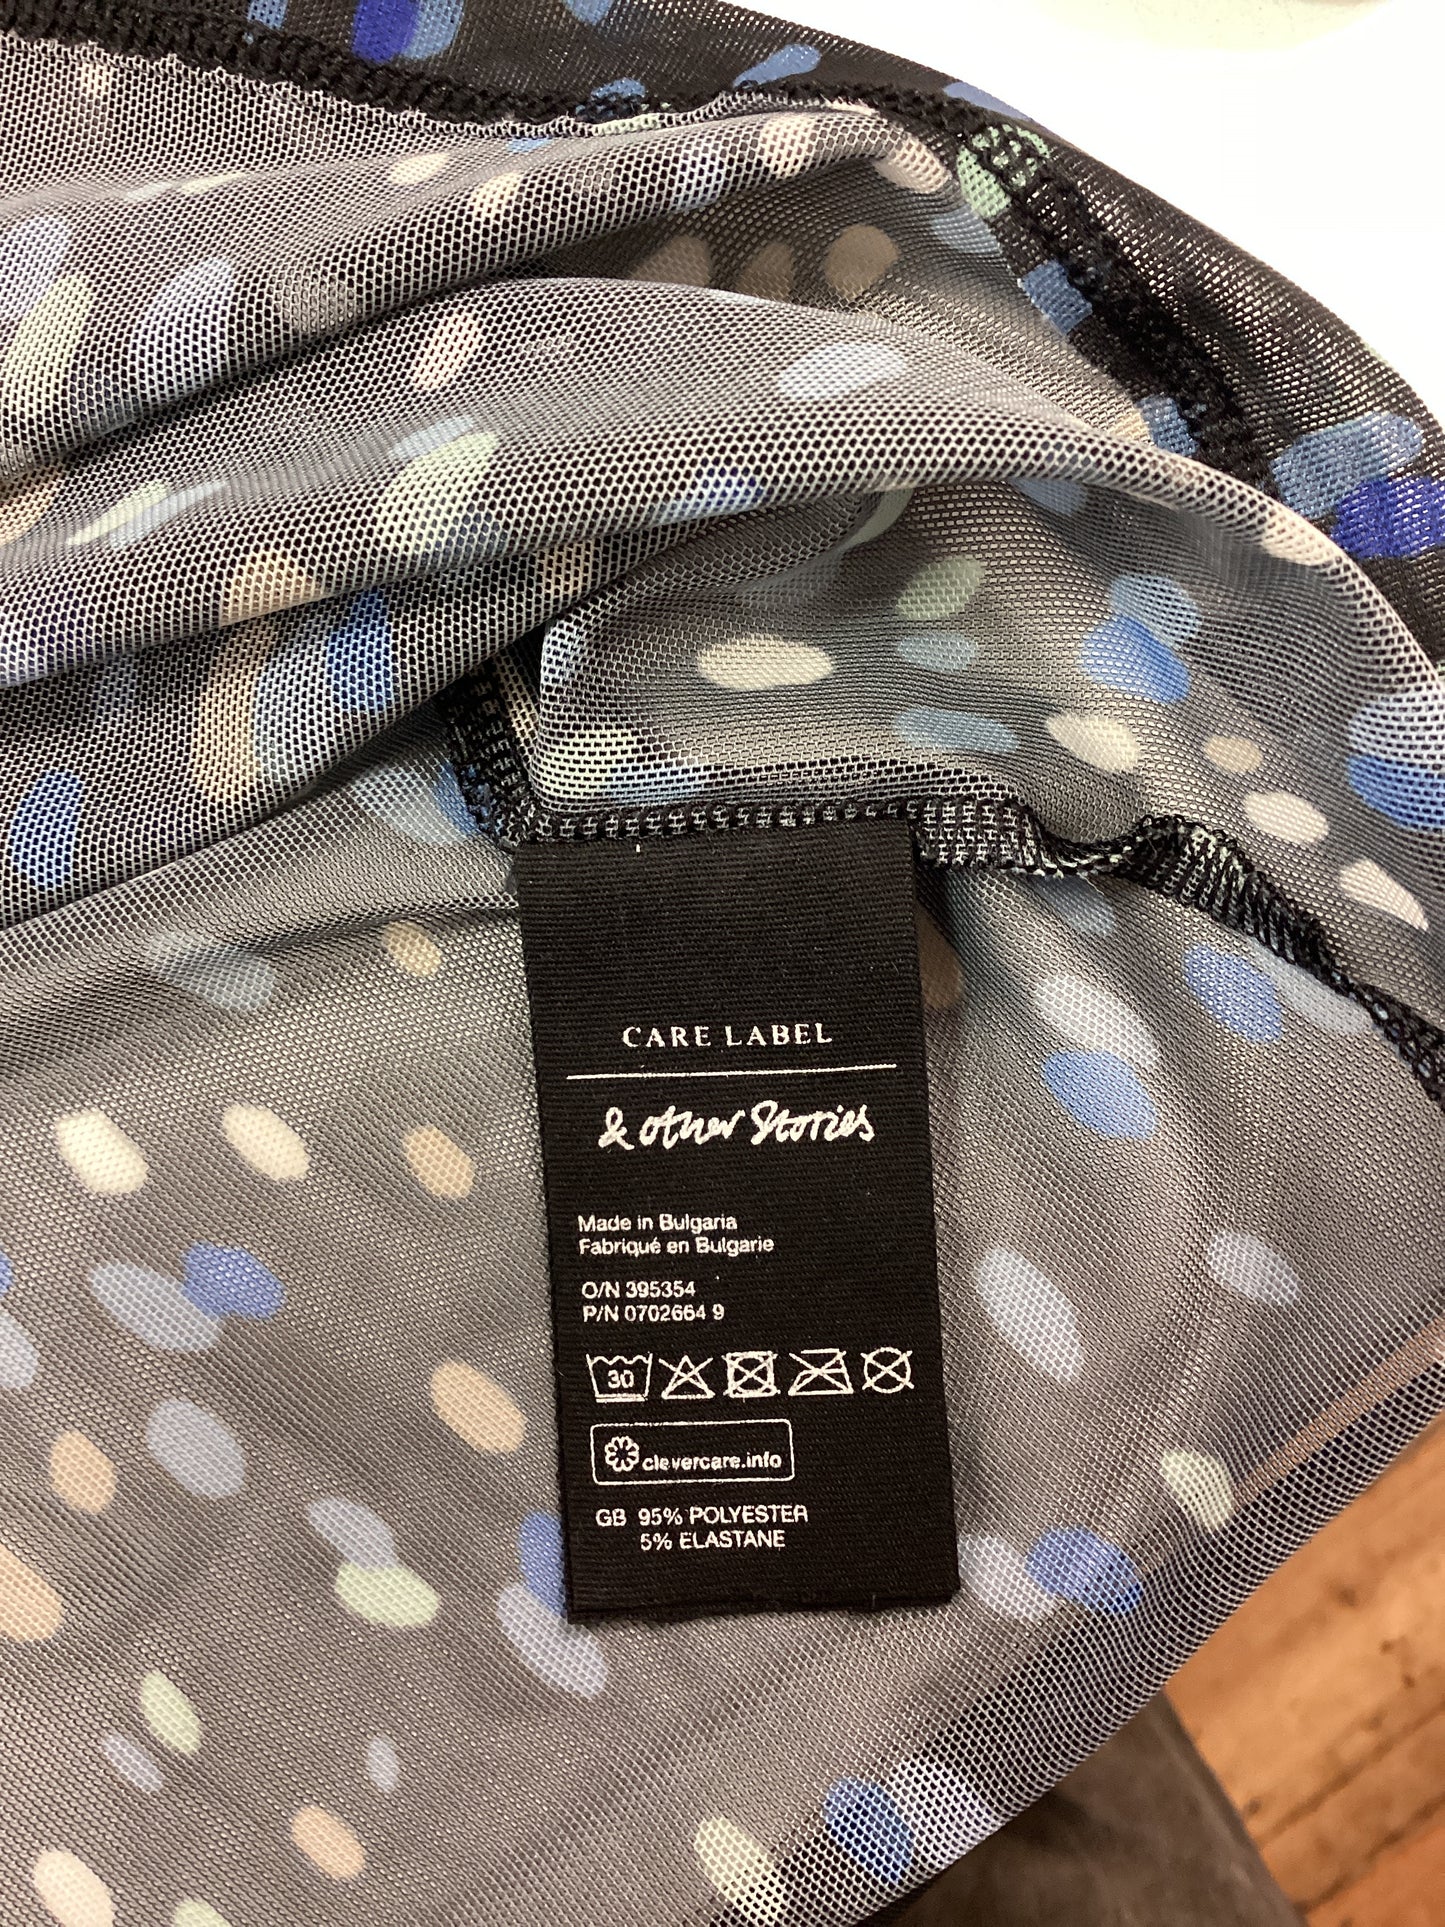 CARE LABEL
& other Stories
Made in Bulgaria
Fabriqué en Bulgarie
O/N 395354
P/N 0702664 9
30
clevercare.info
GB 95% POLYESTER
5% ELASTANE